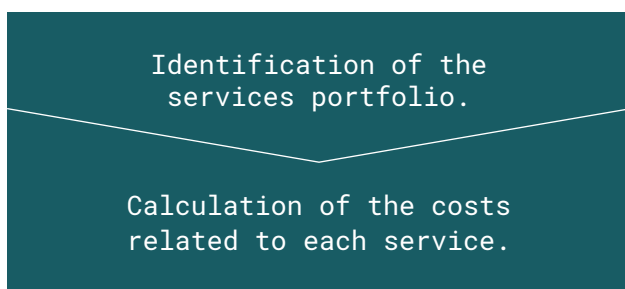 Identification of the
services portfolio.
Calculation of the costs
related to each service.